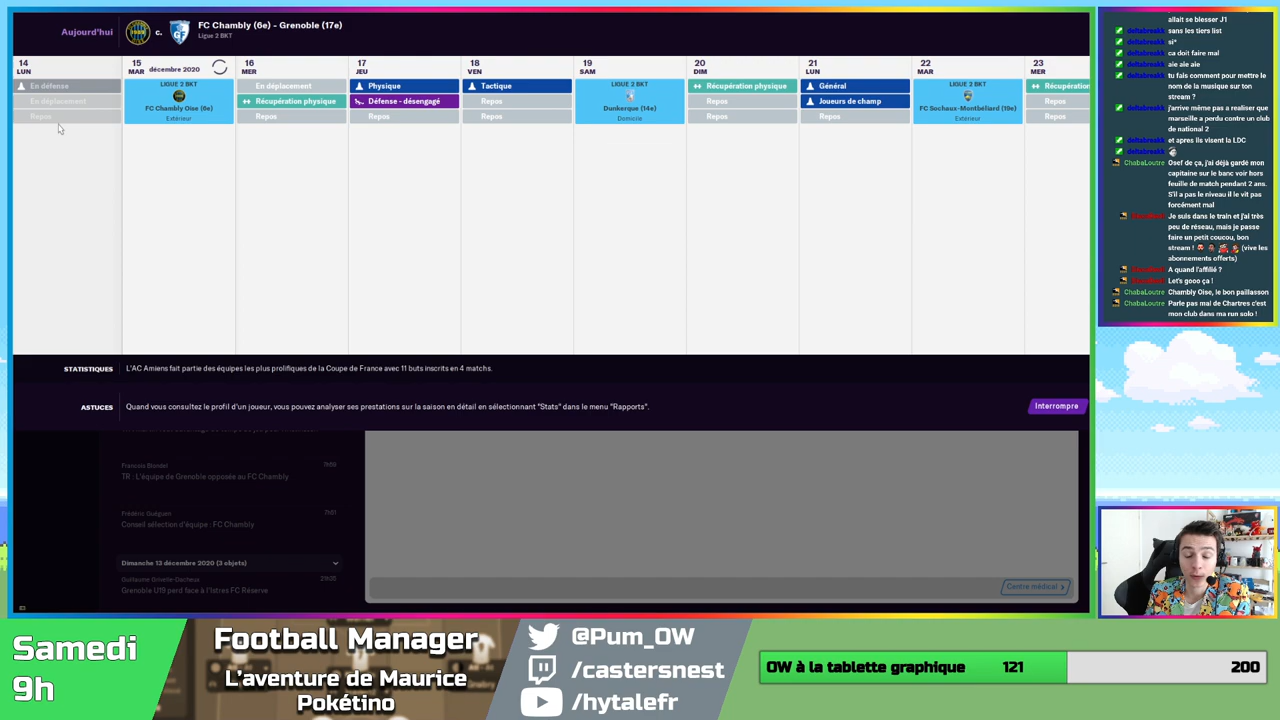 Aujourd'hui
c.
FC Chambly (6e) - Grenoble (17e)
Ligue 2 BKT
14
LUN
15
MAR
décembre 2020
16
MER
17
JEU
18
VEN
19
SAM
20
DIM
21
LUN
22
MAR
23
MER
En défense
En déplacement
Repos
LIGUE 2 BKT
FC Chambly Oise (6e)
Extérieur
En déplacement
Récupération physique
Repos
Physique
Défense - désengagé
Repos
Tactique
Repos
Repos
LIGUE 2 BKT
Dunkerque (14e)
Domicile
Récupération physique
Repos
Repos
Général
Joueurs de champ
Repos
LIGUE 2 BKT
FC Sochaux-Montbéliard (19e)
Extérieur
Récupération
Repos
Repos
STATISTIQUES
L'AC Amiens fait partie des équipes les plus prolifiques de la Coupe de France avec 11 buts inscrits en 4 matchs.
ASTUCES
Quand vous consultez le profil d'un joueur, vous pouvez analyser ses prestations sur la saison en détail en sélectionnant "Stats" dans le menu "Rapports".
Interrompre
TR : L'équipe de Grenoble opposée au FC Chambly
Conseil sélection d'équipe : FC Chambly
Dimanche 13 décembre 2020 (3 objets)
Grenoble U19 perd face à l'Istres FC Réserve
Centre médical
allait se blesser J1
deltabreakk sans les tiers list
deltabreakk si*
deltabreakk ca doit faire mal
deltabreakk aie aie aie
deltabreakk tu fais comment pour mettre le
nom de la musique sur ton
stream ?
deltabreakk j'arrive même pas a realiser que
marseille a perdu contre un club
de national 2
deltabreakk et apres ils visent la LDC
deltabreakk
ChabaLoutre Osef de ça, j'ai déjà gardé mon
capitaine sur le banc voir hors
feuille de match pendant 2 ans.
S'il a pas le niveau il le vit pas
forcément mal
Je suis dans le train et j'ai très
peu de réseau, mais je passe
faire un petit coucou, bon
stream ! (vive les
abonnements offerts)
A quand l'affilié ?
Let's gooo ça !
ChabaLoutre Chambly Oise, le bon paillasson
ChabaLoutre Parle pas mal de Chartres c'est
mon club dans ma run solo !
Samedi
9h
Football Manager
L'aventure de Maurice
Pokétino
@Pum_OW
/castersnest
/hytalefr
OW à la tablette graphique 121 200